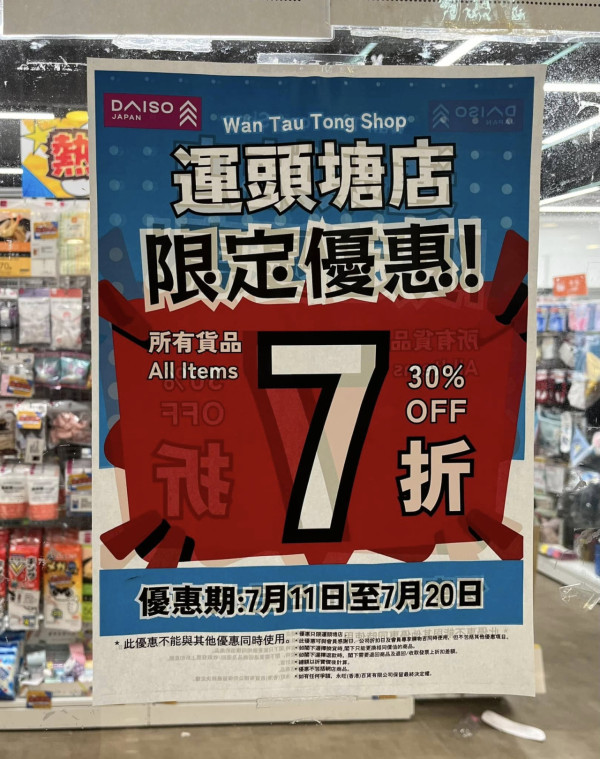 DAISO
JAPAN
Wan Tau Tong Shop
運頭塘店
限定優惠!
所有貨品
All Items
7
30%
OFF
折
優惠期:7月11日至7月20日
* 此優惠不能與其他優惠同時使用。
熱